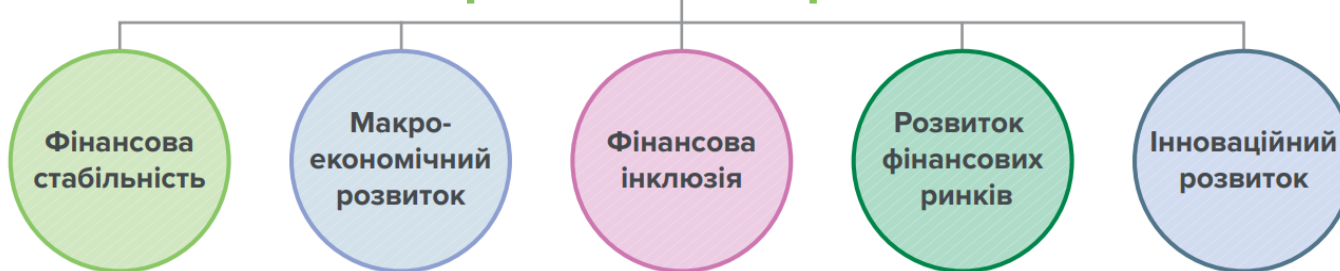 Фінансова
стабільність
Макро-
економічний
розвиток
Фінансова
інклюзія
Розвиток
фінансових
ринків
Інноваційний
розвиток